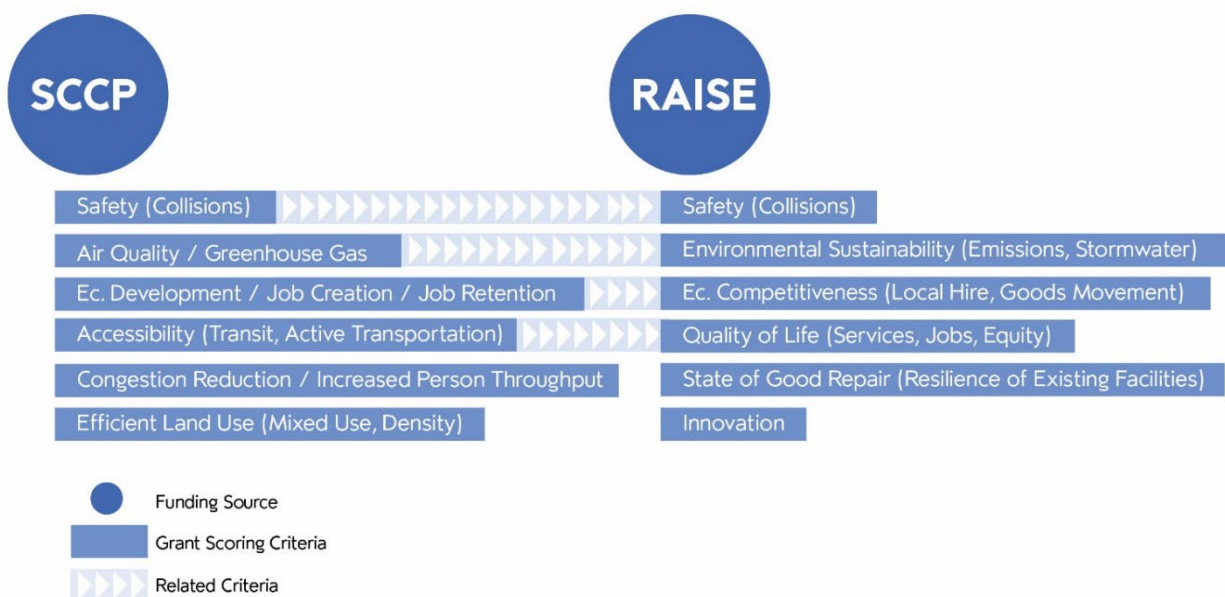 SCCP
RAISE
Safety (Collisions)
Safety (Collisions)
Air Quality / Greenhouse Gas
Environmental Sustainability (Emissions, Stormwater)
Ec. Development / Job Creation / Job Retention
Ec. Competitiveness (Local Hire, Goods Movement)
Accessibility (Transit, Active Transportation)
Quality of Life (Services, Jobs, Equity)
Congestion Reduction / Increased Person Throughput
State of Good Repair (Resilience of Existing Facilities)
Efficient Land Use (Mixed Use, Density)
Innovation
Funding Source
Grant Scoring Criteria
Related Criteria